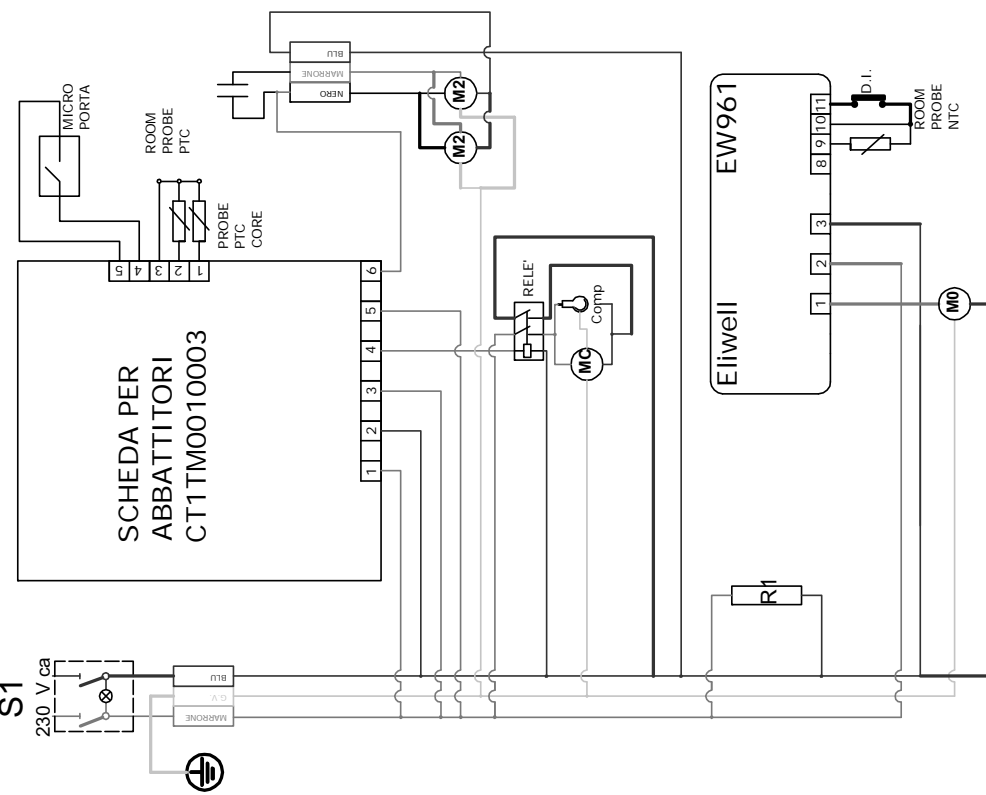 S1
230 V ca
BLU
G.V.
MARRONE
SCHEDA PER
ABBATTITORI
CT1TM0010003
5
4
3
2
1
1
2
3
4
5
6
MICRO
PORTA
ROOM
PROBE
PTC
PROBE
PTC
CORE
BLU
MARRONE
NERO
M2
M2
RELE'
Comp
MC
R1
Eliwell
EW961
1
2
3
8
9
10
11
D.I.
ROOM
PROBE
NTC
M0